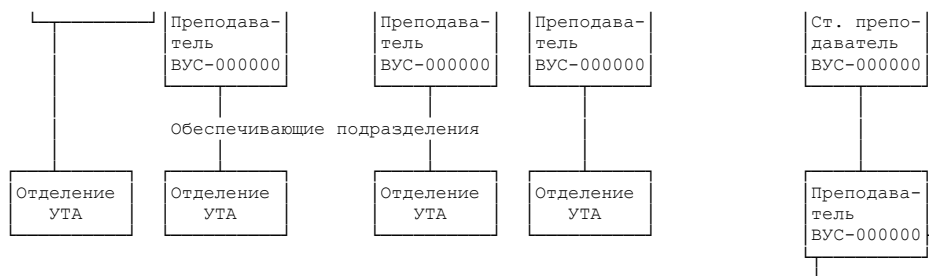 Преподава- Преподава- Преподава- Ст. препо-
тель тель тель даватель
ВУС-000000 ВУС-000000 ВУС-000000 ВУС-000000
Обеспечивающие подразделения
Отделение Отделение Отделение Отделение Преподава-
УТА УТА УТА УТА тель
ВУС-000000